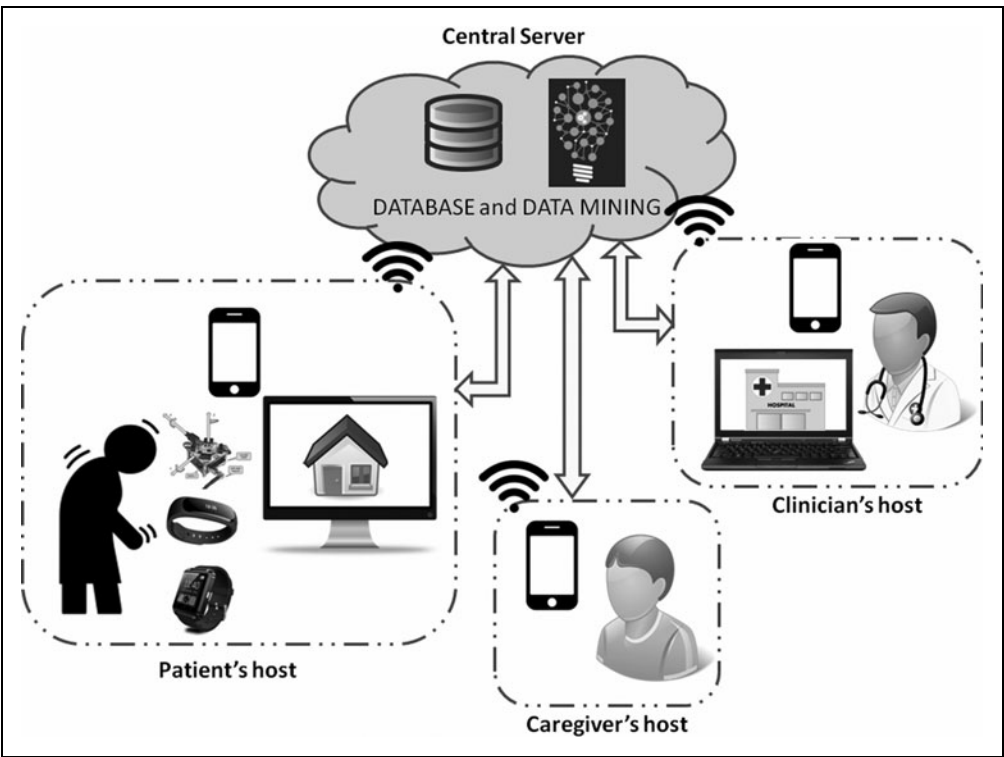 Central Server
DATABASE and DATA MINING
HOSPITAL
Clinician's host
Patient's host
Caregiver's host